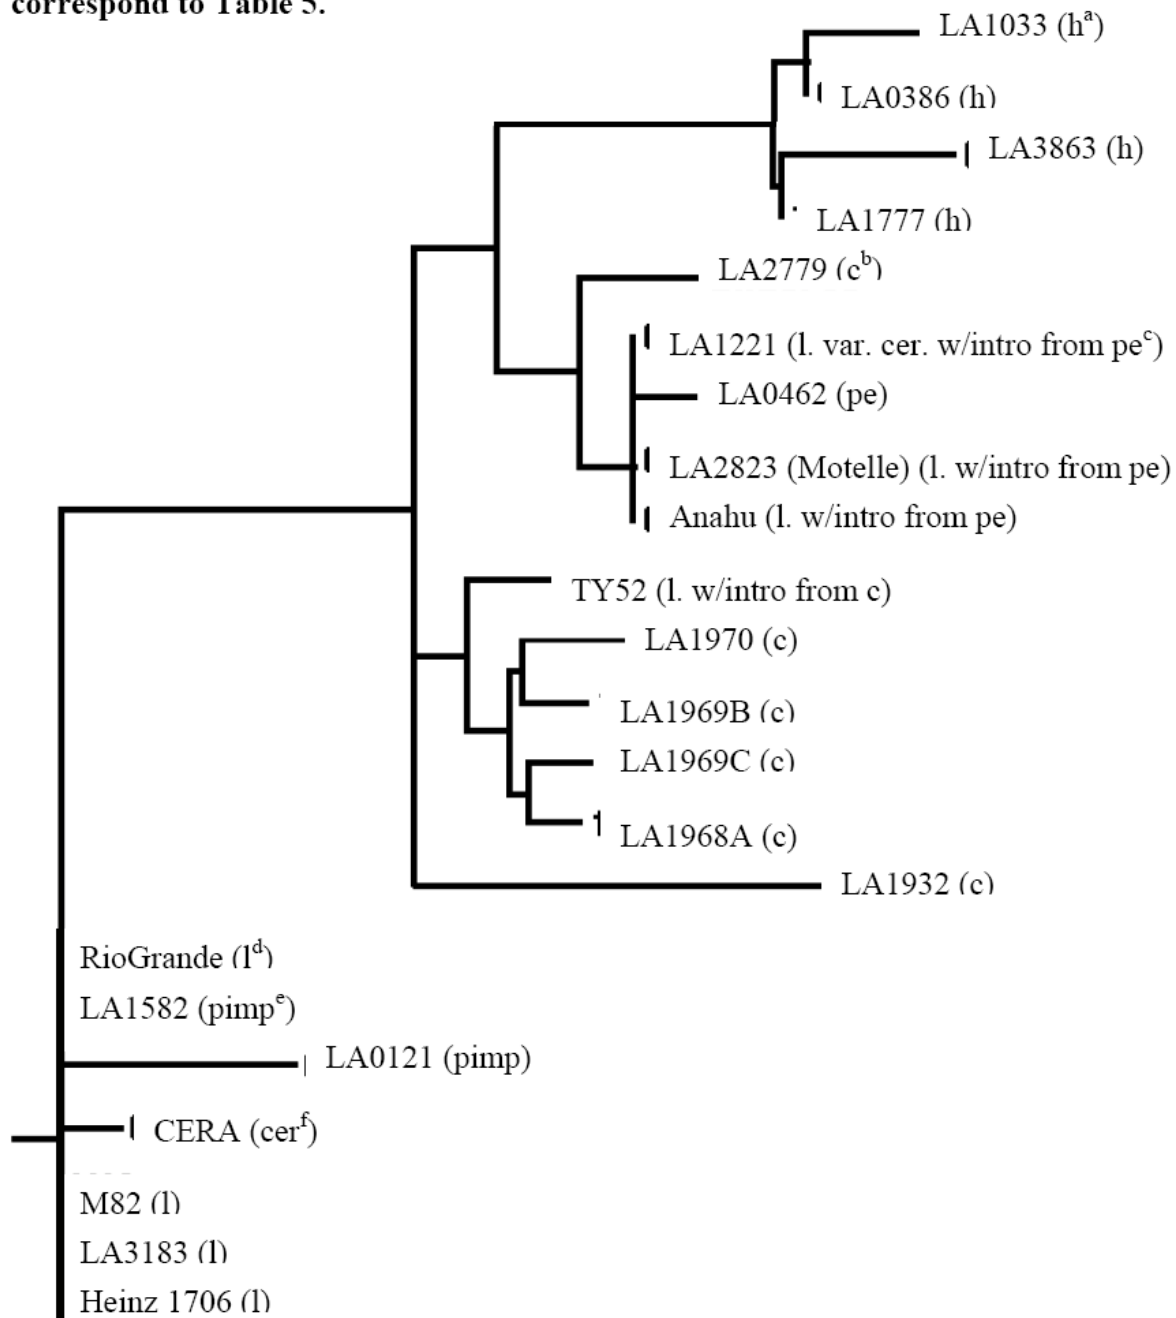 correspond to Table 5.
LA1033 (hᵃ)
LA0386 (h)
LA3863 (h)
LA1777 (h)
LA2779 (cᵇ)
LA1221 (l. var. cer. w/intro from peᶜ)
LA0462 (pe)
LA2823 (Motelle) (l. w/intro from pe)
Anahu (l. w/intro from pe)
TY52 (l. w/intro from c)
LA1970 (c)
LA1969B (c)
LA1969C (c)
LA1968A (c)
LA1932 (c)
RioGrande (lᵈ)
LA1582 (pimpᵉ)
LA0121 (pimp)
CERA (cerᶠ)
M82 (l)
LA3183 (l)
Heinz 1706 (l)